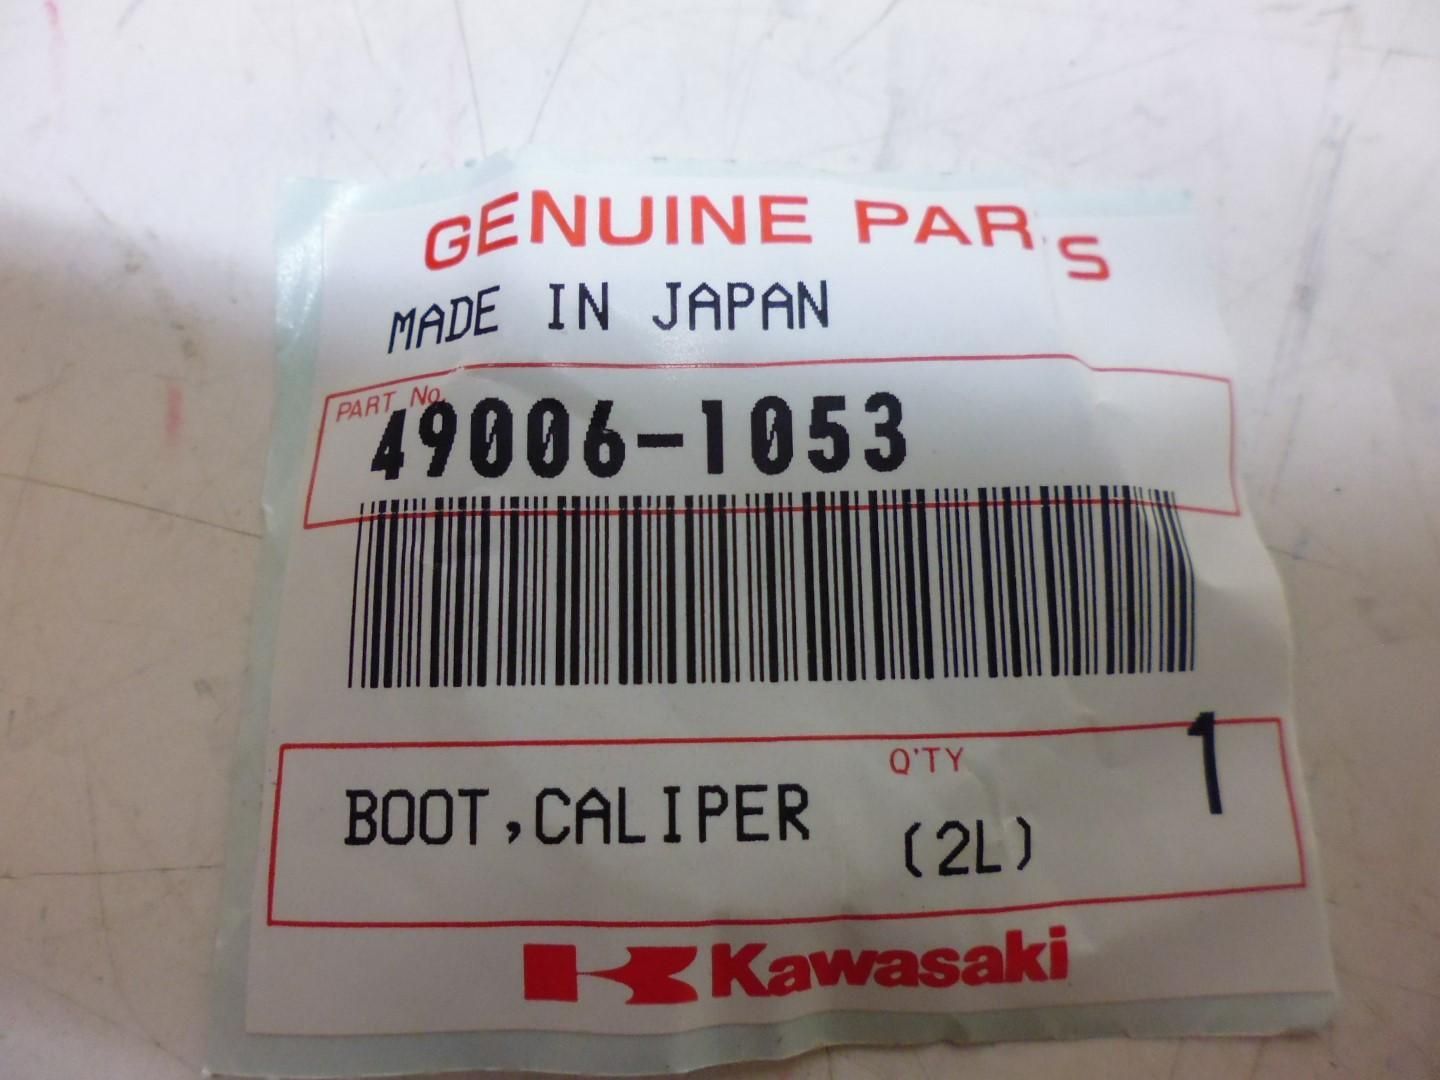 GENUINE PARTS
MADE IN JAPAN
PART No.
49006-1053
Q'TY
1
BOOT,CALIPER
(2L)
Kawasaki